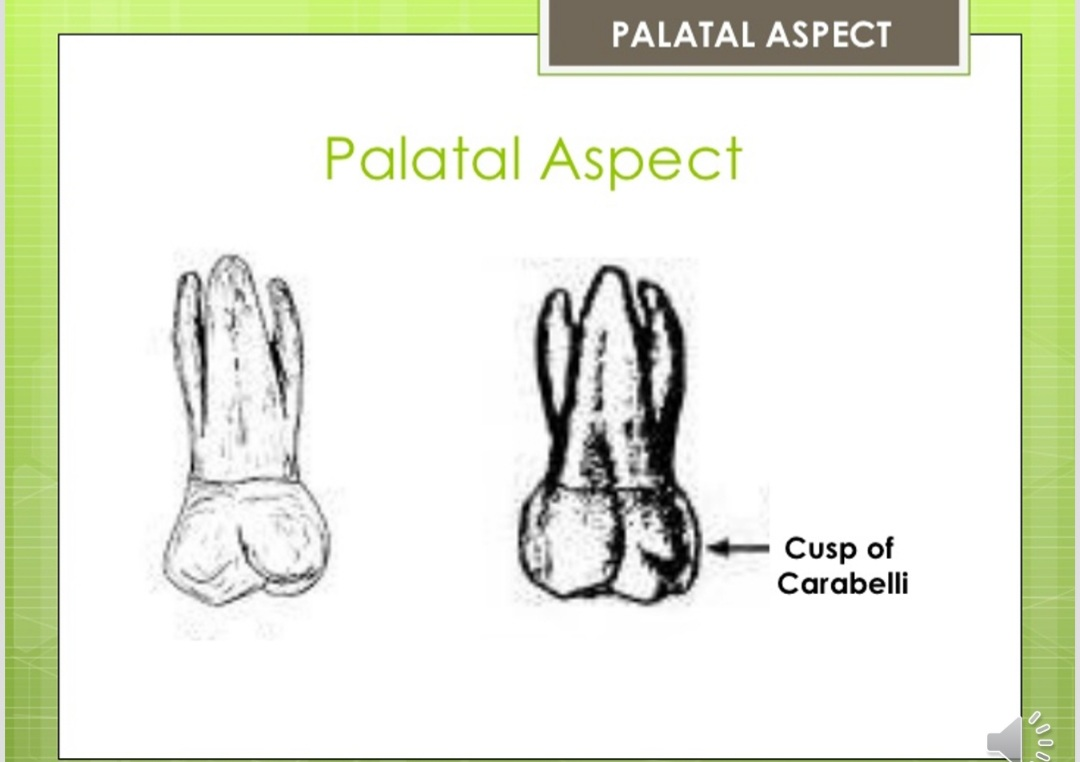 PALATAL ASPECT
Palatal Aspect
Cusp of
Carabelli